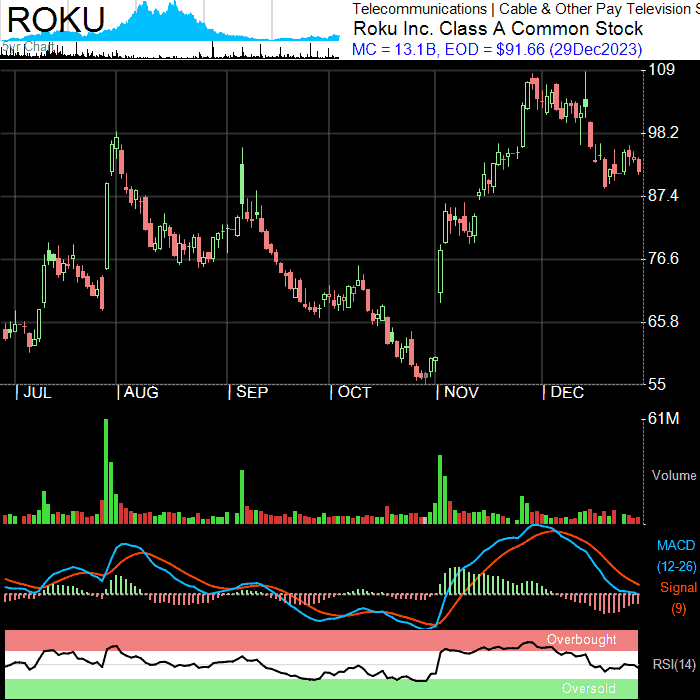 ROKU
5yr Chart
Telecommunications | Cable & Other Pay Television S
Roku Inc. Class A Common Stock
MC = 13.1B, EOD = $91.66 (29Dec2023)
109
98.2
87.4
76.6
65.8
55
JUL AUG SEP OCT NOV DEC
61M
Volume
MACD
(12-26)
Signal
(9)
Overbought
RSI(14)
Oversold